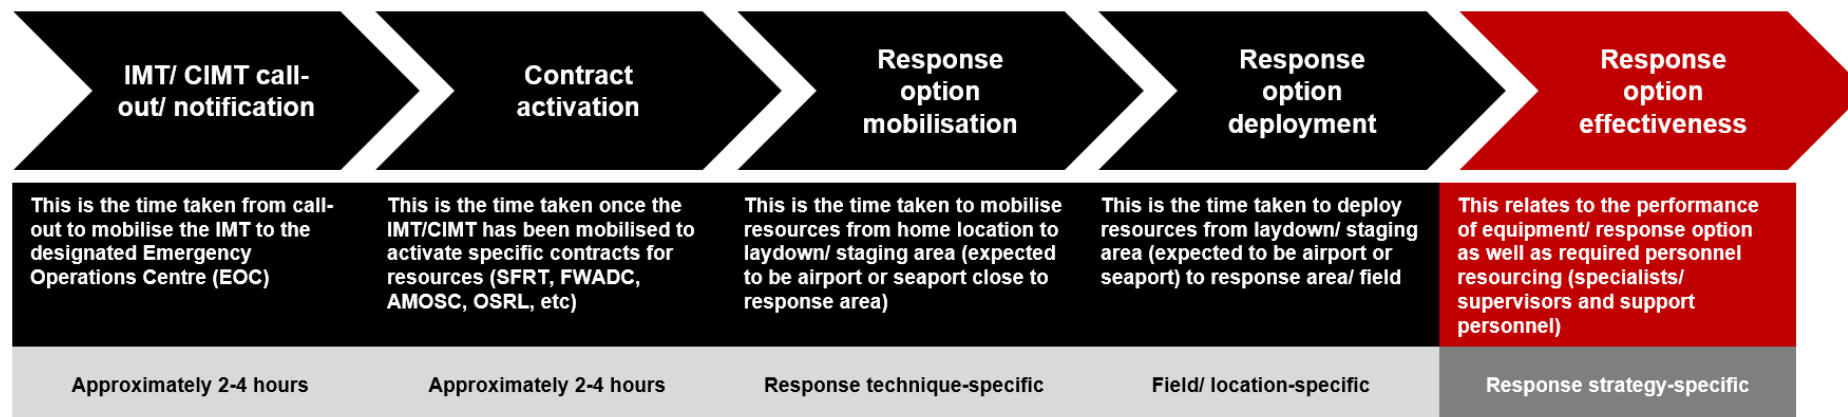 IMT/ CIMT call-
out/ notification
Contract
activation
Response
option
mobilisation
Response
option
deployment
Response
option
effectiveness
This is the time taken from call-
out to mobilise the IMT to the
designated Emergency
Operations Centre (EOC)
This is the time taken once the
IMT/CIMT has been mobilised to
activate specific contracts for
resources (SFRT, FWADC,
AMOSC, OSRL, etc)
This is the time taken to mobilise
resources from home location to
laydown/ staging area (expected
to be airport or seaport close to
response area)
This is the time taken to deploy
resources from laydown/ staging
area (expected to be airport or
seaport) to response area/ field
This relates to the performance
of equipment/ response option
as well as required personnel
resourcing (specialists/
supervisors and support
personnel)
Approximately 2-4 hours
Approximately 2-4 hours
Response technique-specific
Field/ location-specific
Response strategy-specific